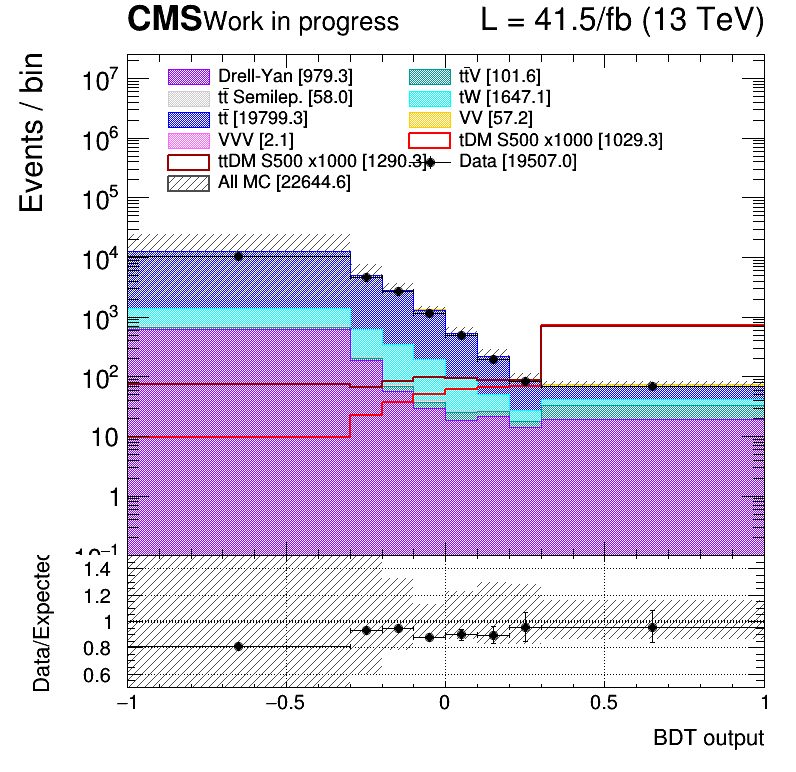 CMS Work in progress L = 41.5/fb (13 TeV)
Events / bin
10⁷
10⁶
10⁵
10⁴
10³
10²
10
1
10⁻¹
Drell-Yan [979.3]
tt̄V [101.6]
tt̄ Semilep. [58.0]
tW [1647.1]
tt̄ [19799.3]
VV [57.2]
VVV [2.1]
tDM S500 x1000 [1029.3]
ttDM S500 x1000 [1290.3]
Data [19507.0]
All MC [22644.6]
Data/Expected
1.4
1.2
1
0.8
0.6
−1 −0.5 0 0.5 1
BDT output